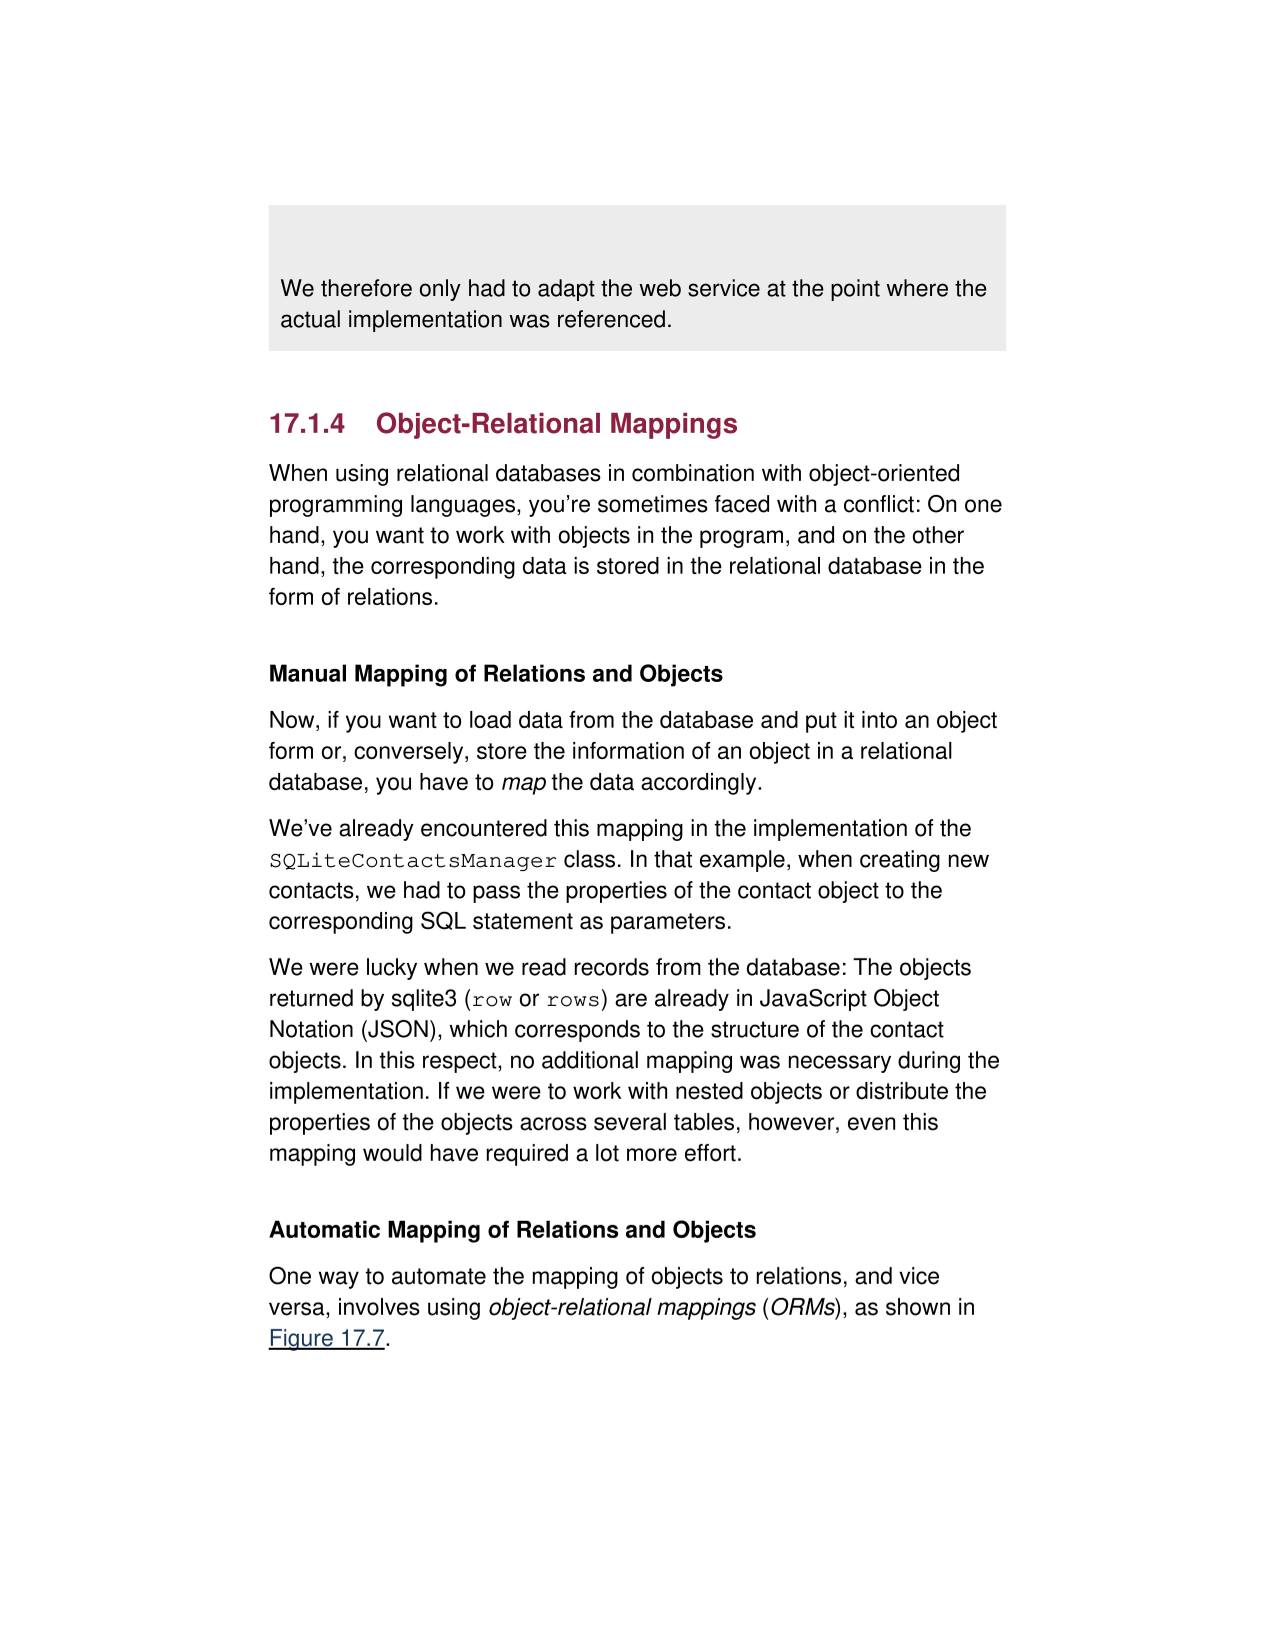 We therefore only had to adapt the web service at the point where the
actual implementation was referenced.
17.1.4 Object-Relational Mappings
When using relational databases in combination with object-oriented
programming languages, you’re sometimes faced with a conflict: On one
hand, you want to work with objects in the program, and on the other
hand, the corresponding data is stored in the relational database in the
form of relations.
Manual Mapping of Relations and Objects
Now, if you want to load data from the database and put it into an object
form or, conversely, store the information of an object in a relational
database, you have to map the data accordingly.
We’ve already encountered this mapping in the implementation of the
SQLiteContactsManager class. In that example, when creating new
contacts, we had to pass the properties of the contact object to the
corresponding SQL statement as parameters.
We were lucky when we read records from the database: The objects
returned by sqlite3 (row or rows) are already in JavaScript Object
Notation (JSON), which corresponds to the structure of the contact
objects. In this respect, no additional mapping was necessary during the
implementation. If we were to work with nested objects or distribute the
properties of the objects across several tables, however, even this
mapping would have required a lot more effort.
Automatic Mapping of Relations and Objects
One way to automate the mapping of objects to relations, and vice
versa, involves using object-relational mappings (ORMs), as shown in
Figure 17.7.